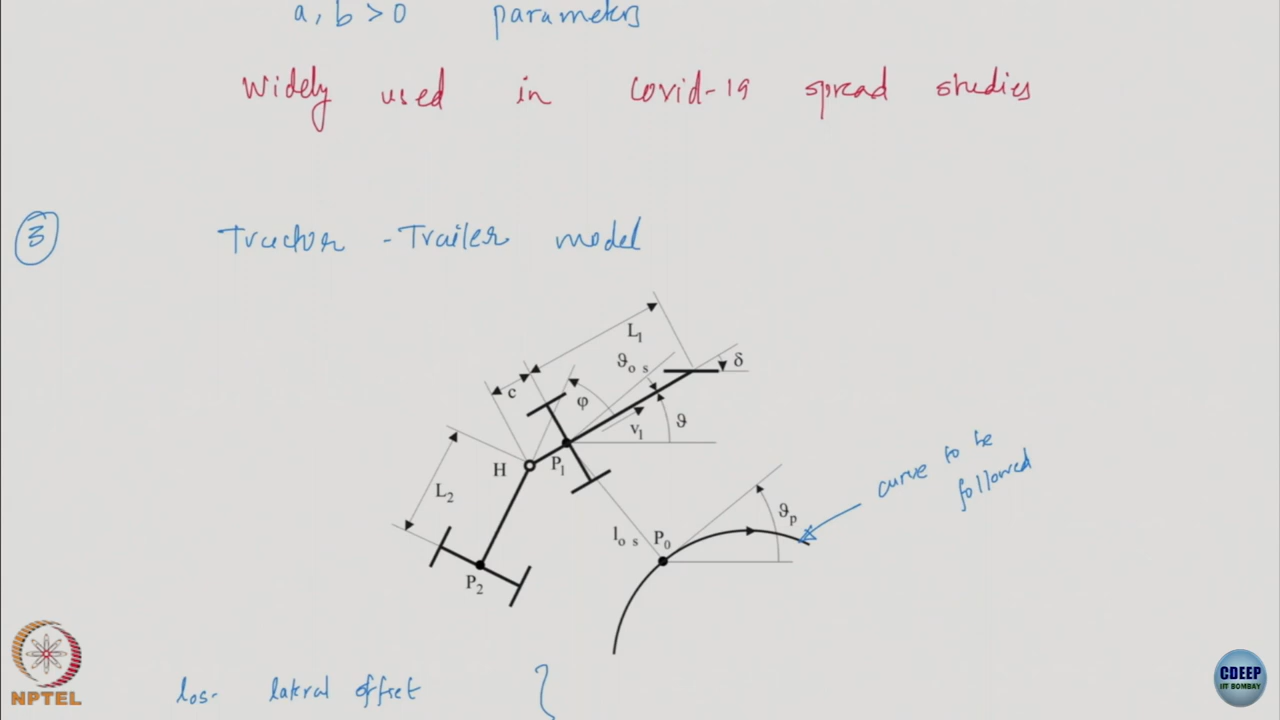 a, b > 0 parameters
Widely used in Covid-19 spread studies
3 Tractor - Trailer model
L1
ϑo s
δ
c
φ
v1
ϑ
H
P1
L2
curve to be
followed
ϑp
lo s
P0
P2
los- lateral offset }
NPTEL
CDEEP
IIT BOMBAY